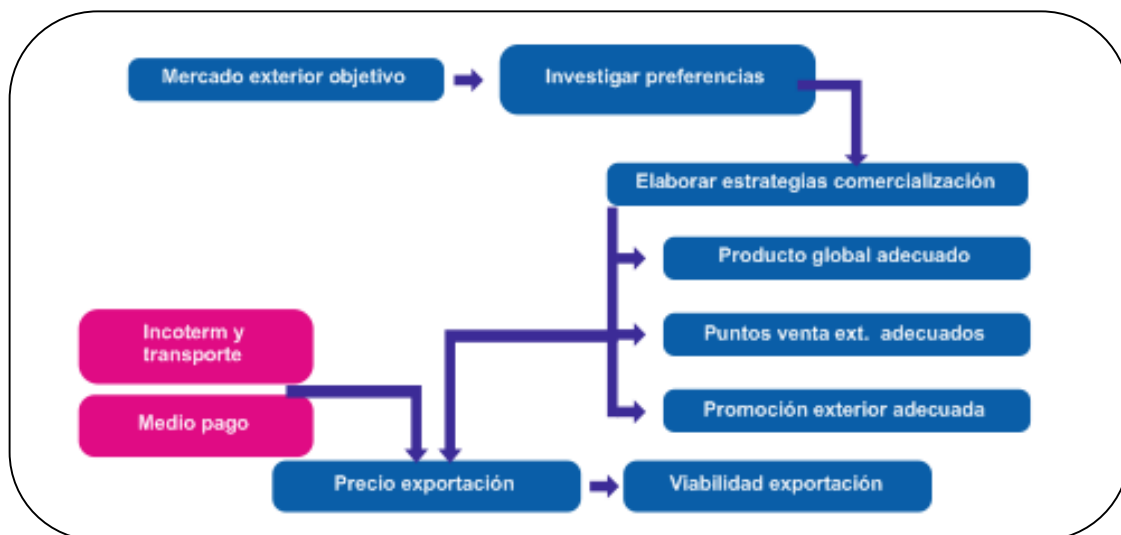 Mercado exterior objetivo
Investigar preferencias
Elaborar estrategias comercialización
Producto global adecuado
Puntos venta ext. adecuados
Promoción exterior adecuada
Incoterm y
transporte
Medio pago
Precio exportación
Viabilidad exportación